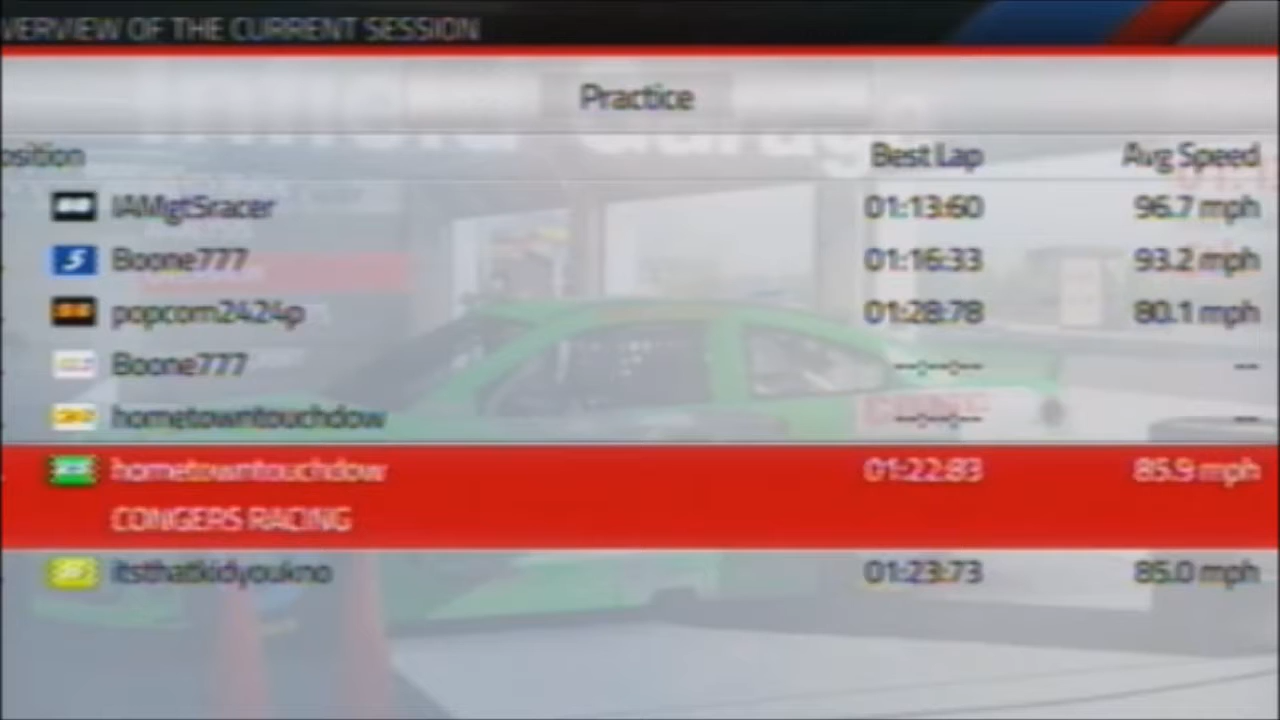 VERVIEW OF THE CURRENT SESSION
Practice
osition Best Lap Avg Speed
IAMgt5racer 01:13:60 96.7 mph
5 Boone777 01:16:33 93.2 mph
popcorn2424p 01:28:78 80.1 mph
Boone777 --:--:-- --
hometowntouchdow --:--:-- --
hometowntouchdow 01:22:83 85.9 mph
CONGERS RACING
itsthatkidyoukno 01:23:73 85.0 mph